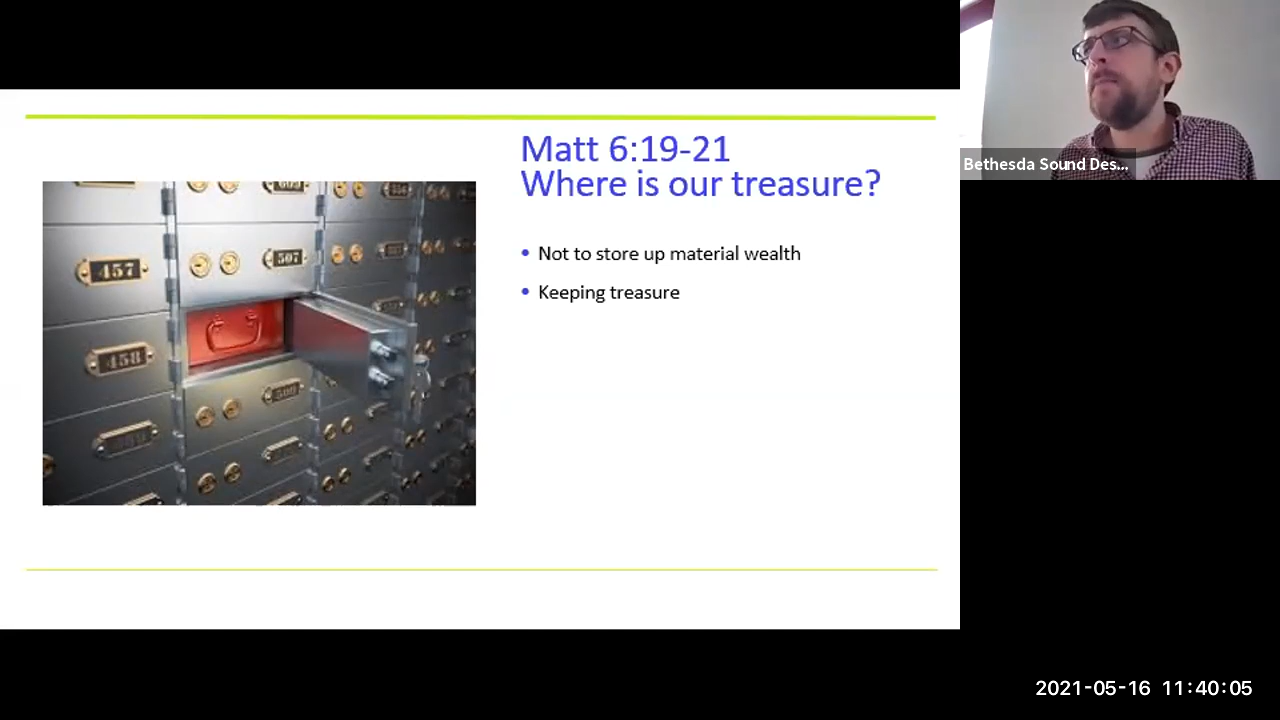 Matt 6:19-21
Where is our treasure?
• Not to store up material wealth
• Keeping treasure
457
507
458
Bethesda Sound Des...
2021-05-16 11:40:05